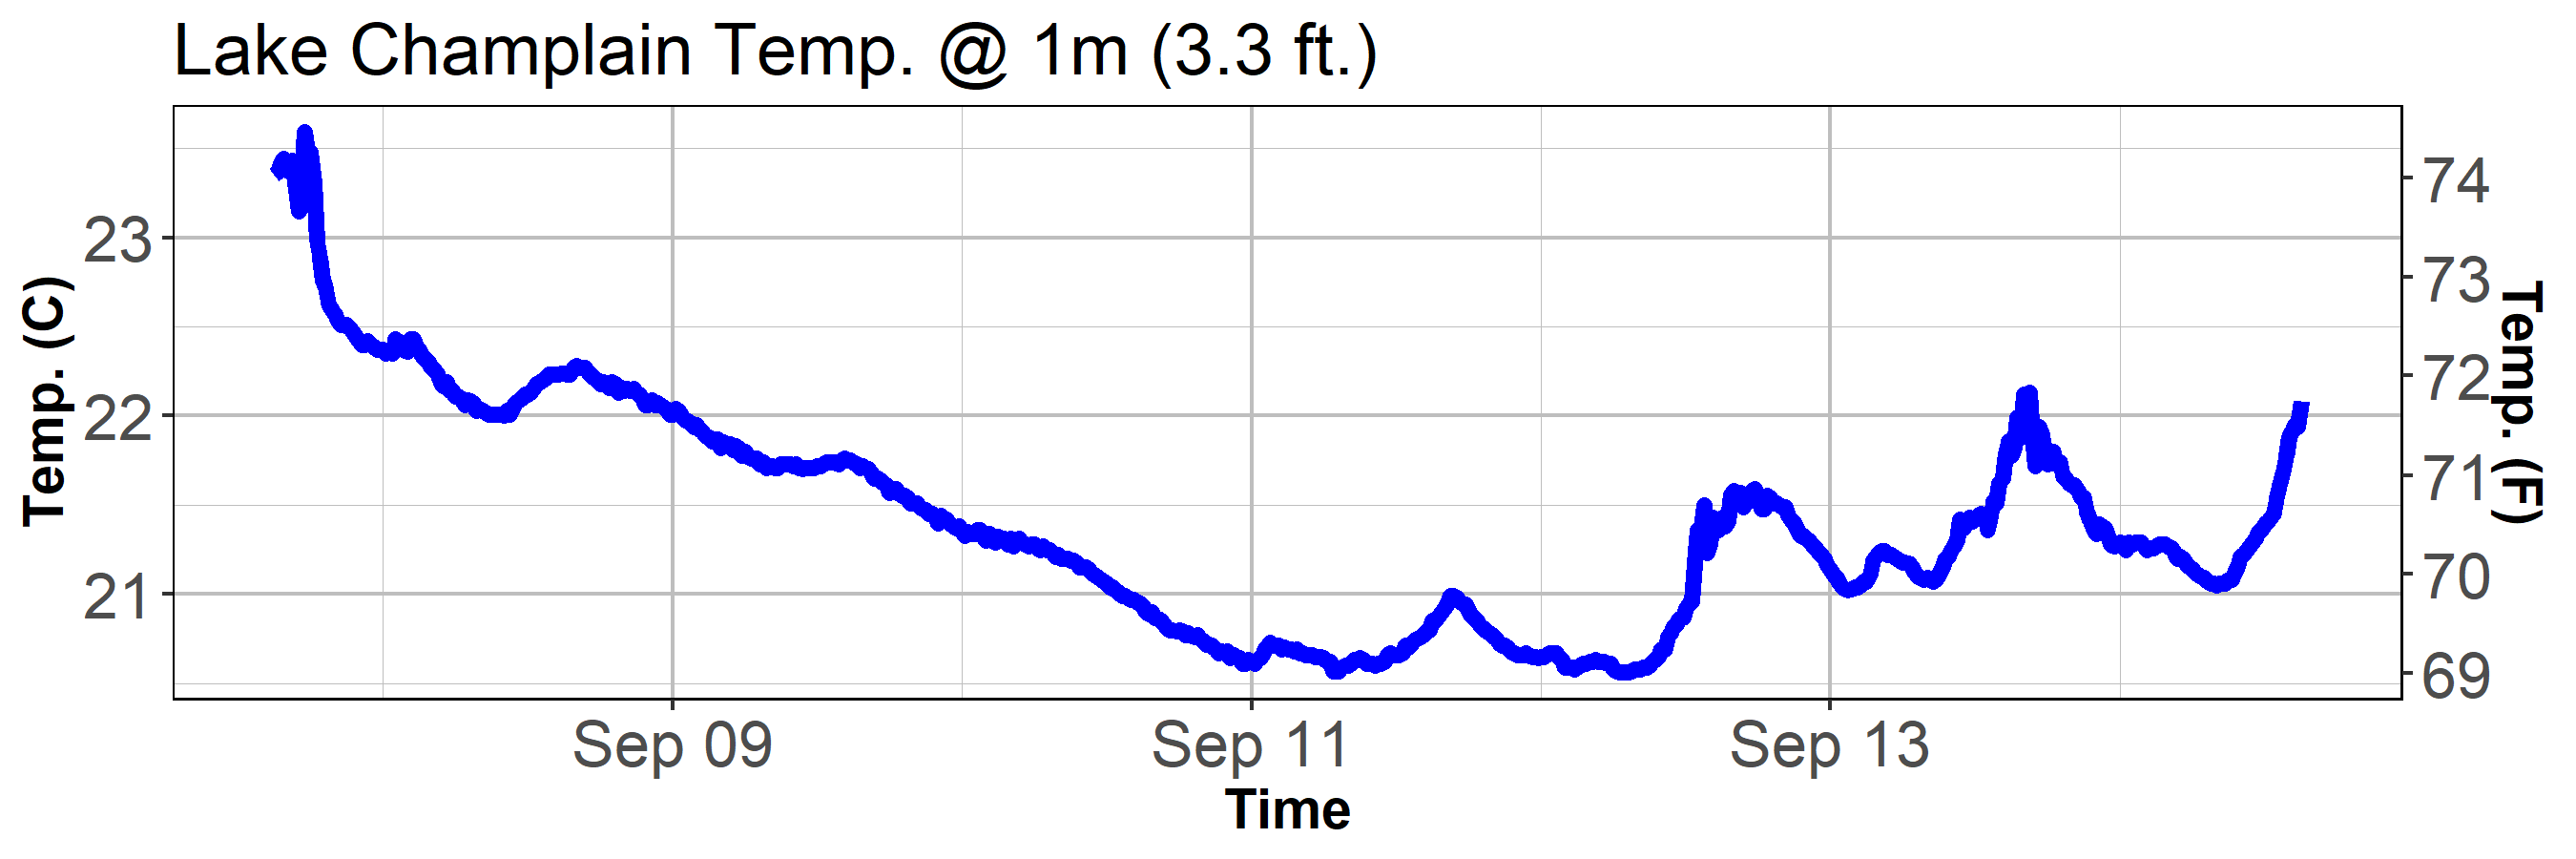 Lake Champlain Temp. @ 1m (3.3 ft.)
Temp. (C)
23
22
21
74
73
72
71
70
69
Temp. (F)
Sep 09
Sep 11
Sep 13
Time